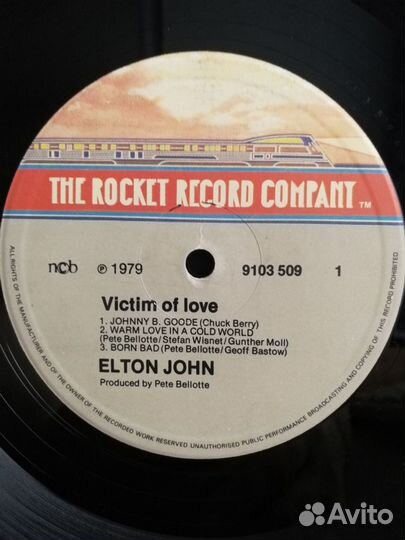 THE ROCKET RECORD COMPANY TM
ncb ℗ 1979 9103 509 1
Victim of love
1. JOHNNY B. GOODE (Chuck Berry)
2. WARM LOVE IN A COLD WORLD
(Pete Bellotte/Stefan Wisnet/Gunther Moll)
3. BORN BAD (Pete Bellotte/Geoff Bastow)
ELTON JOHN
Produced by Pete Bellotte
ALL RIGHTS OF THE MANUFACTURER AND OF THE OWNER OF THE RECORDED WORK RESERVED UNAUTHORISED PUBLIC PERFORMANCE BROADCASTING AND COPYING OF THIS RECORD PROHIBITED
Avito